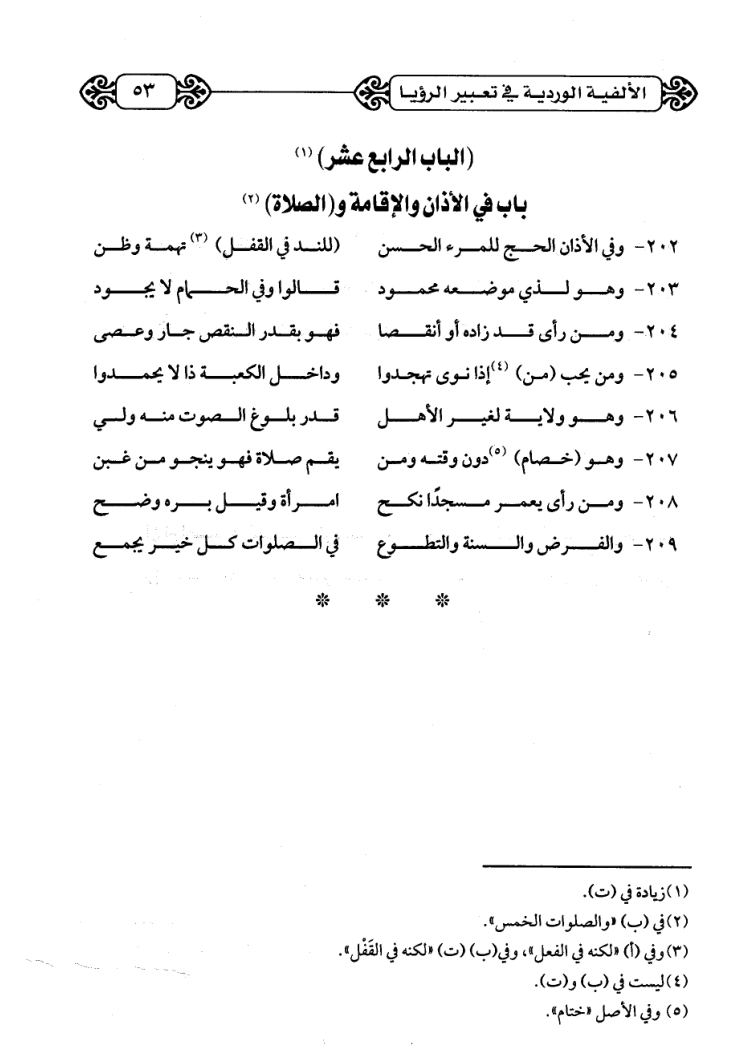 الألفية الوردية في تعبير الرؤيا ٥٣
(الباب الرابع عشر) (١)
باب في الأذان والإقامة و(الصلاة) (٢)
٢٠٢- وفي الأذان الحج للمرء الحسن (للند في القفل) (٣) تهمة وظن
٢٠٣- وهو لذي موضعه محمود قالوا وفي الحمام لا يجود
٢٠٤- ومن رأى قد زاده أو أنقصا فهو بقدر النقص جار وعصى
٢٠٥- ومن يحب (من) (٤) إذا نوى تهجدوا وداخل الكعبة ذا لا يحمدوا
٢٠٦- وهو ولاية لغير الأهل قدر بلوغ الصوت منه ولي
٢٠٧- وهو (خصام) (٥) دون وقته ومن يقم صلاة فهو ينجو من غبن
٢٠٨- ومن رأى يعمر مسجدًا نكح امرأة وقيل بره وضح
٢٠٩- والفرض والسنة والتطوع في الصلوات كل خير يجمع
* * *
(١) زيادة في (ت).
(٢) في (ب) «والصلوات الخمس».
(٣) وفي (أ) «لكنه في الفعل»، وفي(ب) (ت) «لكنه في القَفْل».
(٤) ليست في (ب) و(ت).
(٥) وفي الأصل «ختام».